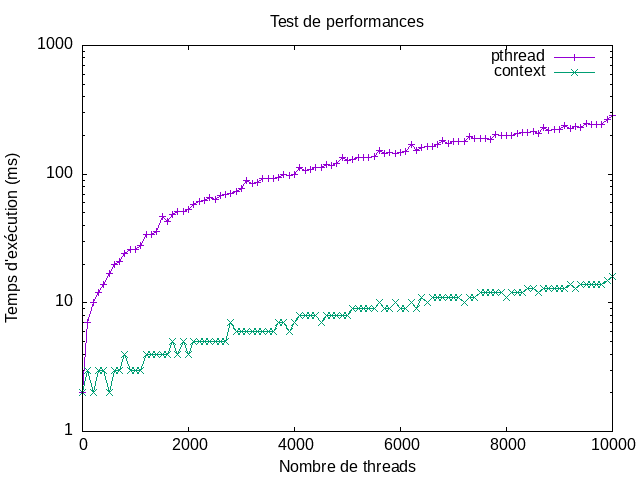 Test de performances
pthread
context
Temps d'exécution (ms)
1000
100
10
1
0 2000 4000 6000 8000 10000
Nombre de threads